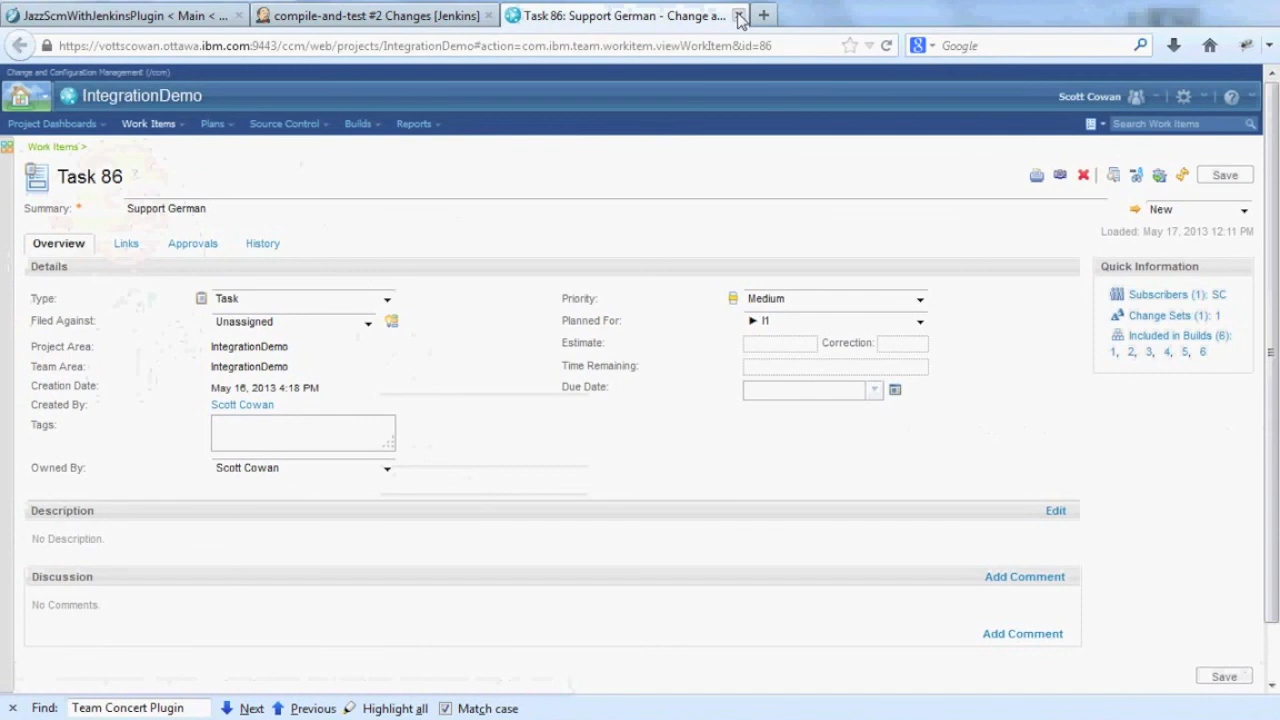 JazzScmWithJenkinsPlugin < Main < ...
compile-and-test #2 Changes [Jenkins]
Task 86: Support German - Change a...
https://vottscowan.ottawa.ibm.com:9443/ccm/web/projects/IntegrationDemo#action=com.ibm.team.workitem.viewWorkItem&id=86
Google
Change and Configuration Management (/ccm)
IntegrationDemo
Scott Cowan
Project Dashboards Work Items Plans Source Control Builds Reports
Search Work Items
Work Items >
Task 86
Save
Summary: * Support German
New
Overview Links Approvals History
Loaded: May 17, 2013 12:11 PM
Details
Quick Information
Type: Task
Priority: Medium
Subscribers (1): SC
Filed Against: Unassigned
Planned For: I1
Change Sets (1): 1
Project Area: IntegrationDemo
Estimate: Correction:
Included in Builds (6):
1, 2, 3, 4, 5, 6
Team Area: IntegrationDemo
Time Remaining:
Creation Date: May 16, 2013 4:18 PM
Due Date:
Created By: Scott Cowan
Tags:
Owned By: Scott Cowan
Description Edit
No Description.
Discussion Add Comment
No Comments.
Add Comment
Save
Find: Team Concert Plugin Next Previous Highlight all Match case